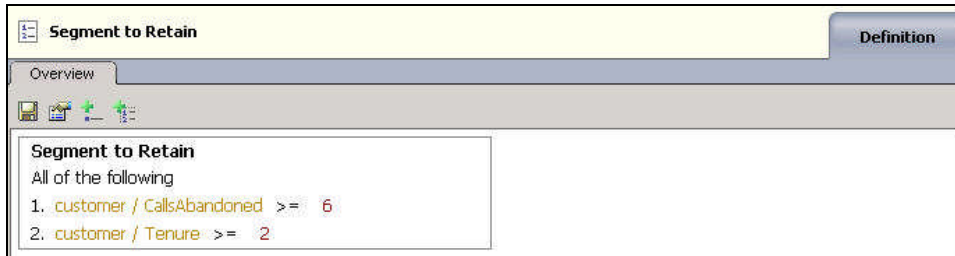 Segment to Retain
Definition
Overview
Segment to Retain
All of the following
1. customer / CallsAbandoned >= 6
2. customer / Tenure >= 2